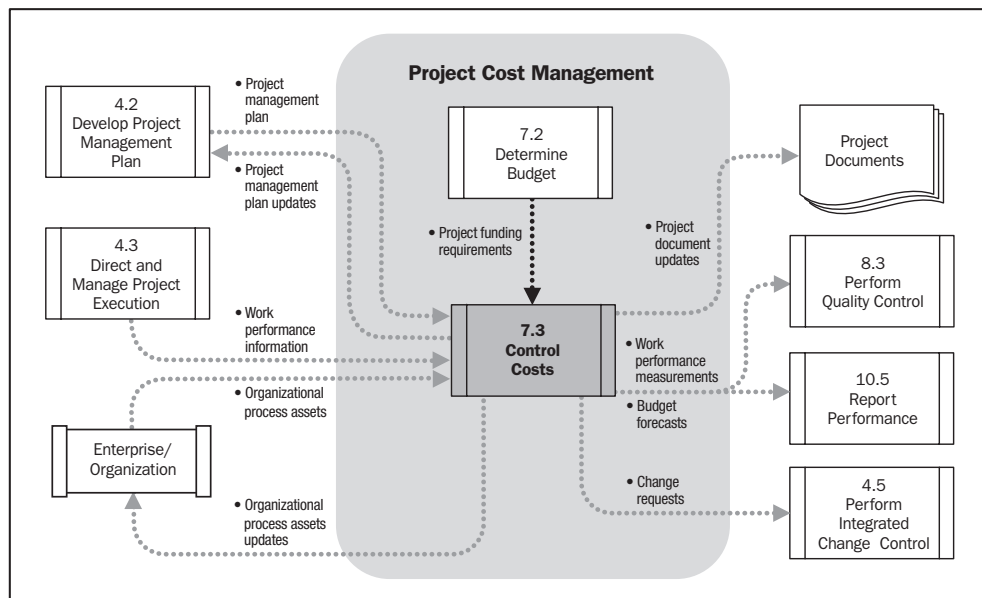 Project Cost Management
4.2
Develop Project
Management
Plan
• Project
management
plan
• Project
management
plan updates
7.2
Determine
Budget
Project
Documents
4.3
Direct and
Manage Project
Execution
• Project funding
requirements
• Project
document
updates
8.3
Perform
Quality Control
• Work
performance
information
7.3
Control
Costs
• Work
performance
measurements
• Budget
forecasts
10.5
Report
Performance
• Organizational
process assets
Enterprise/
Organization
• Organizational
process assets
updates
• Change
requests
4.5
Perform
Integrated
Change Control